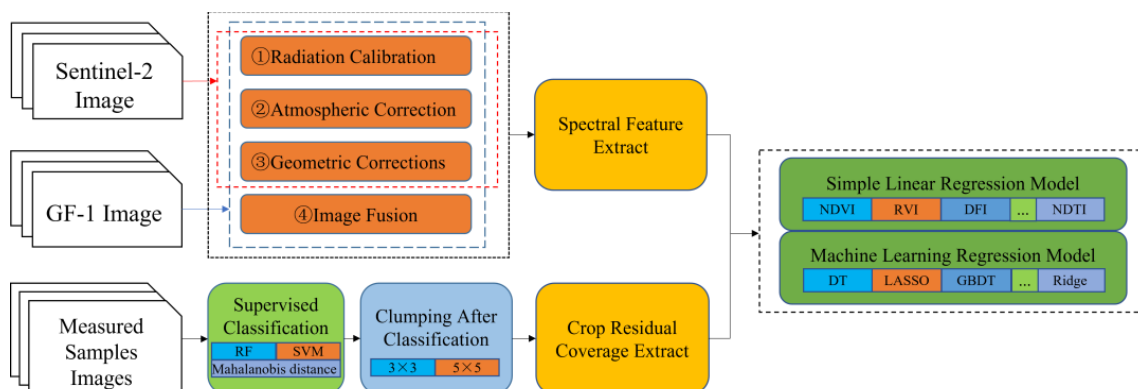 Sentinel-2
Image
GF-1 Image
Measured
Samples
Images
①Radiation Calibration
②Atmospheric Correction
③Geometric Corrections
④Image Fusion
Supervised
Classification
RF SVM
Mahalanobis distance
Clumping After
Classification
3×3 5×5
Spectral Feature
Extract
Crop Residual
Coverage Extract
Simple Linear Regression Model
NDVI RVI DFI ... NDTI
Machine Learning Regression Model
DT LASSO GBDT ... Ridge